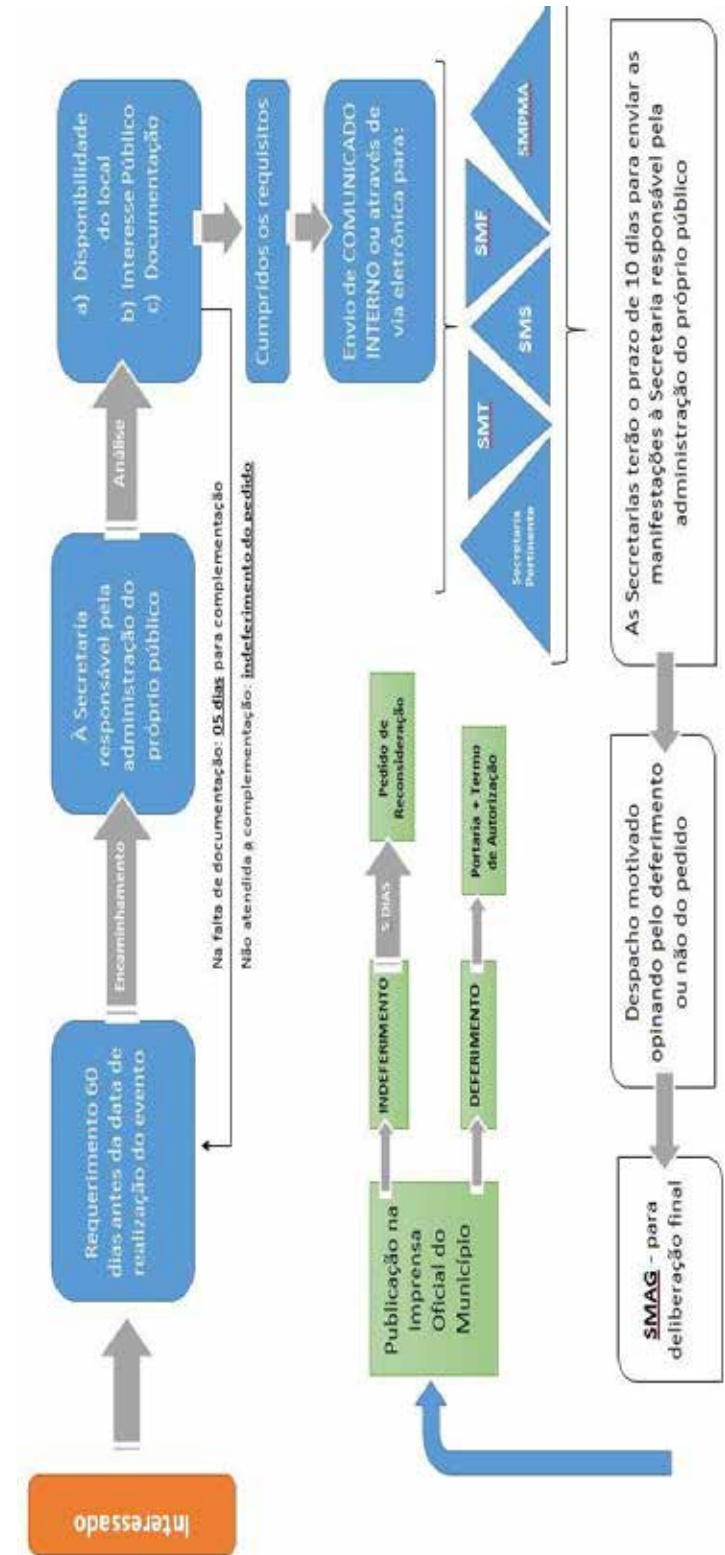 Interessado
Requerimento 60
dias antes da data de
realização do evento
Encaminhamento
À Secretaria
responsável pela
administração do
próprio público
Análise
a) Disponibilidade
do local
b) Interesse Público
c) Documentação
Na falta de documentação: 05 dias para complementação
Não atendida a complementação: indeferimento do pedido
Cumpridos os requisitos
Envio de COMUNICADO
INTERNO ou através de
via eletrônica para:
Secretaria
Pertinente
SMT
SMS
SMF
SMPMA
As Secretarias terão o prazo de 10 dias para enviar as
manifestações à Secretaria responsável pela
administração do próprio público
Despacho motivado
opinando pelo deferimento
ou não do pedido
SMAG - para
deliberação final
Publicação na
Imprensa
Oficial do
Município
INDEFERIMENTO
5 DIAS
Pedido de
Reconsideração
DEFERIMENTO
Portaria + Termo
de Autorização